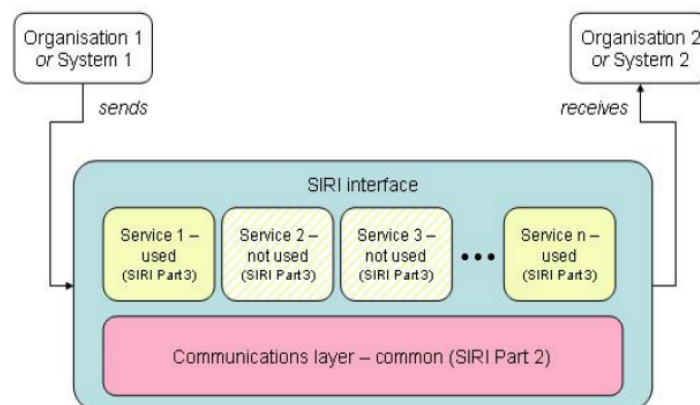 Organisation 1
or System 1
Organisation 2
or System 2
sends
receives
SIRI interface
Service 1 –
used
(SIRI Part3)
Service 2 –
not used
(SIRI Part3)
Service 3 –
not used
(SIRI Part3)
•••
Service n –
used
(SIRI Part3)
Communications layer – common (SIRI Part 2)